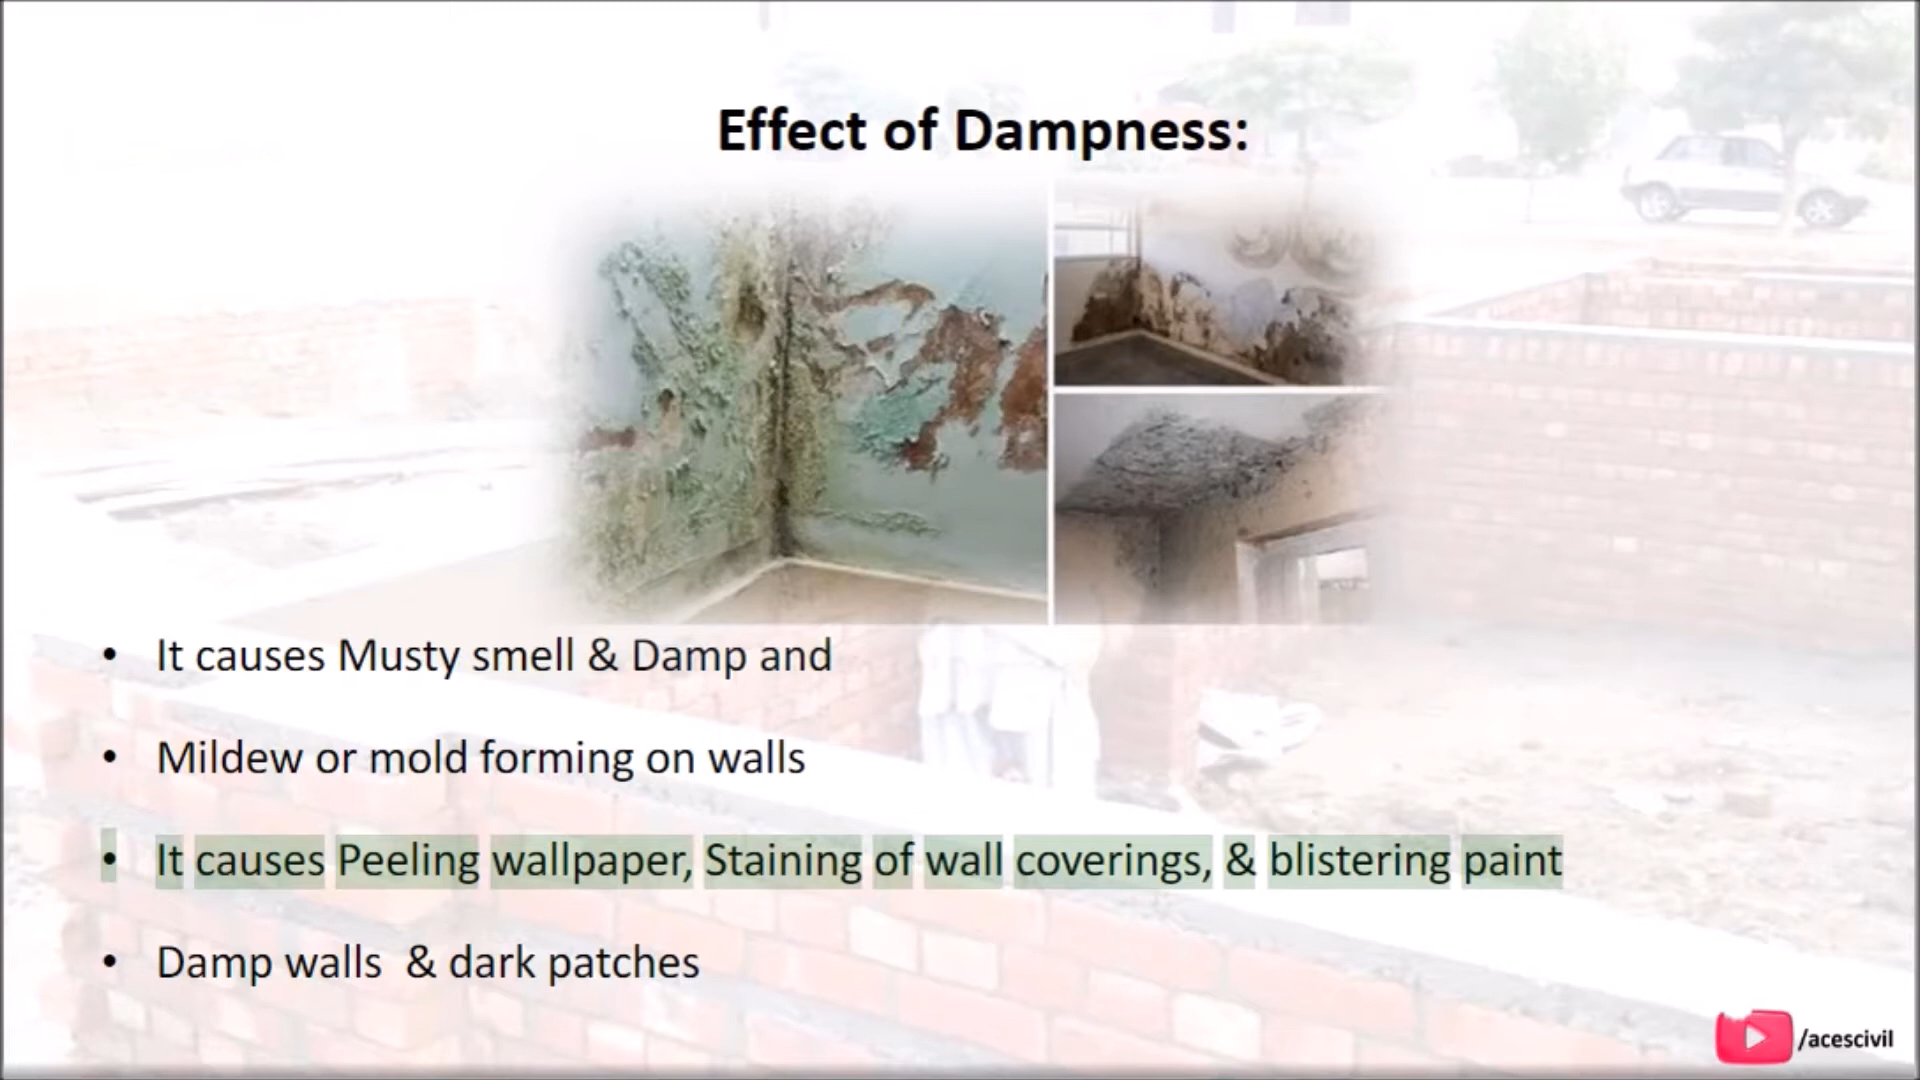 Effect of Dampness:
• It causes Musty smell & Damp and
• Mildew or mold forming on walls
• It causes Peeling wallpaper, Staining of wall coverings, & blistering paint
• Damp walls & dark patches
/acescivil